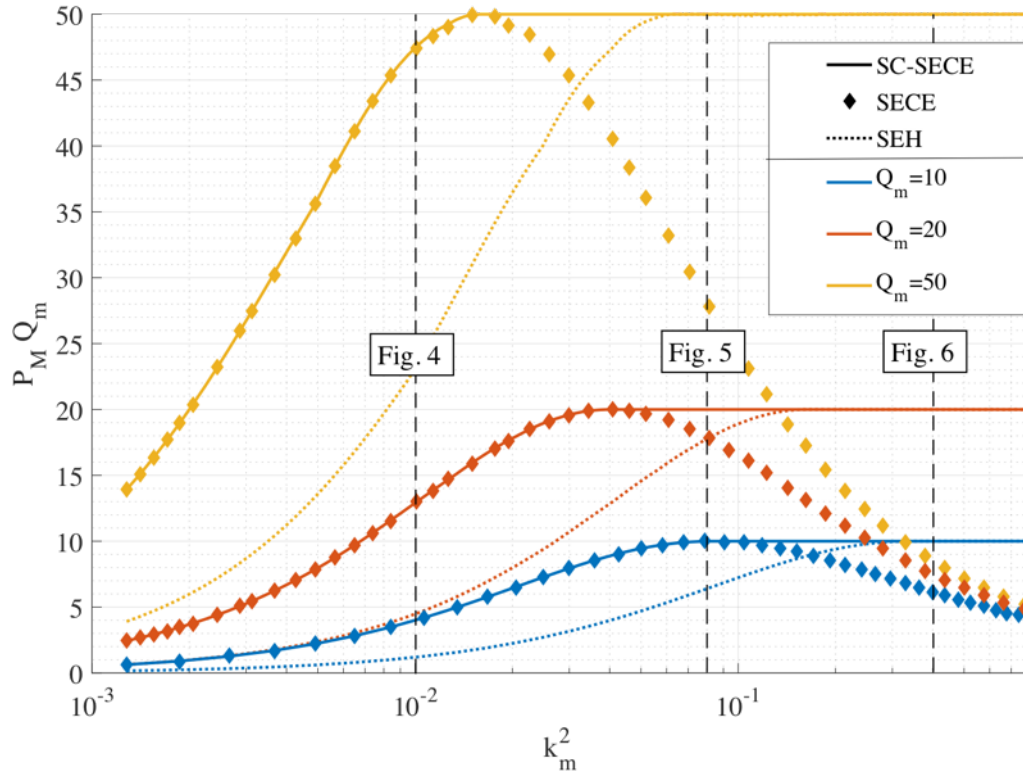 50
45
40
35
30
25
20
15
10
5
0
P_M Q_m
10^-3
10^-2
10^-1
k_m^2
SC-SECE
SECE
SEH
Q_m=10
Q_m=20
Q_m=50
Fig. 4
Fig. 5
Fig. 6